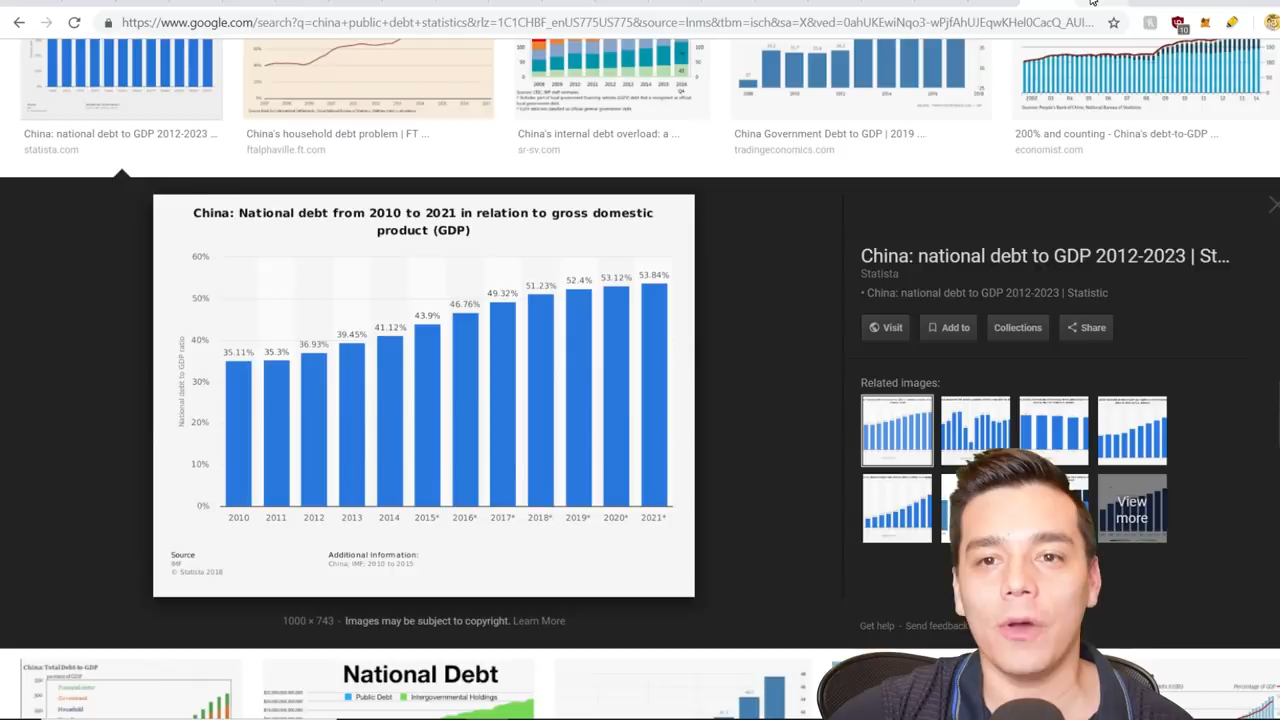 https://www.google.com/search?q=china+public+debt+statistics&rlz=1C1CHBF_enUS775US775&source=lnms&tbm=isch&sa=X&ved=0ahUKEwiNqo3-wPjfAhUJEqwKHel0CacQ_AUI...
10
China: national debt to GDP 2012-2023 ...
statista.com
China's household debt problem | FT ...
ftalphaville.ft.com
China's internal debt overload: a ...
sr-sv.com
China Government Debt to GDP | 2019 ...
tradingeconomics.com
200% and counting - China's debt-to-GDP ...
economist.com
China: National debt from 2010 to 2021 in relation to gross domestic
product (GDP)
National debt to GDP ratio
60%
50%
40%
30%
20%
10%
0%
35.11%
35.3%
36.93%
39.45%
41.12%
43.9%
46.76%
49.32%
51.23%
52.4%
53.12%
53.84%
2010
2011
2012
2013
2014
2015*
2016*
2017*
2018*
2019*
2020*
2021*
Source
IMF
© Statista 2018
Additional Information:
China, IMF, 2010 to 2015
1000 × 743 - Images may be subject to copyright. Learn More
China: national debt to GDP 2012-2023 | St...
Statista
• China: national debt to GDP 2012-2023 | Statistic
Visit
Add to
Collections
Share
Related images:
View
more
Get help - Send feedback
China: Total Debt to GDP
National Debt
Public Debt
Intergovernmental Holdings